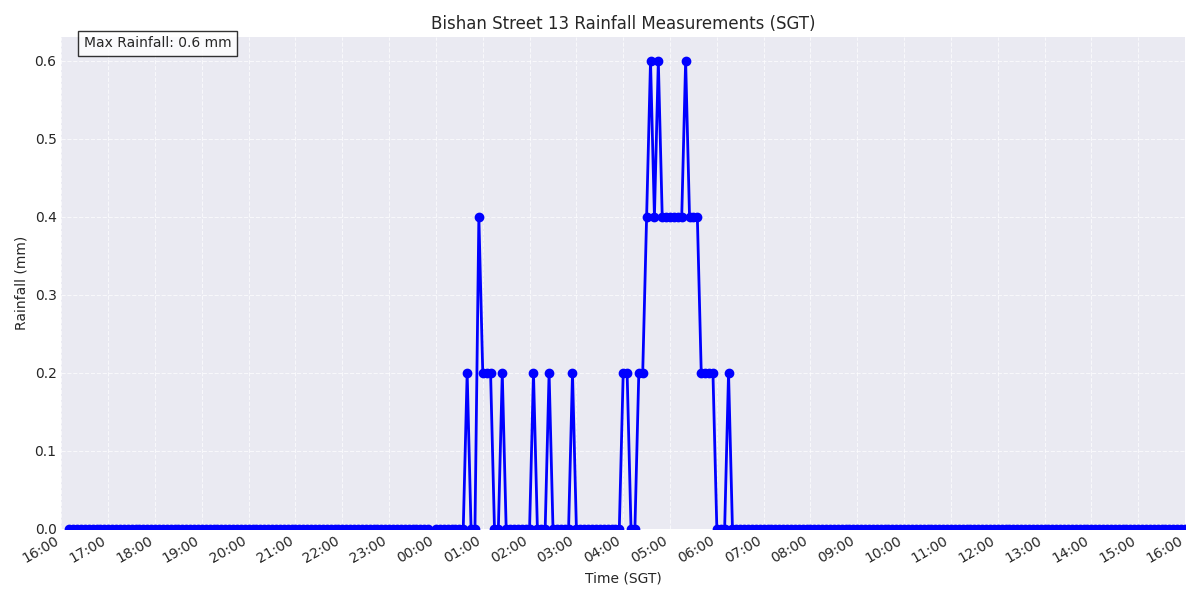 Bishan Street 13 Rainfall Measurements (SGT)
Max Rainfall: 0.6 mm
0.6
0.5
0.4
0.3
0.2
0.1
0.0
Rainfall (mm)
16:00 17:00 18:00 19:00 20:00 21:00 22:00 23:00 00:00 01:00 02:00 03:00 04:00 05:00 06:00 07:00 08:00 09:00 10:00 11:00 12:00 13:00 14:00 15:00 16:00
Time (SGT)